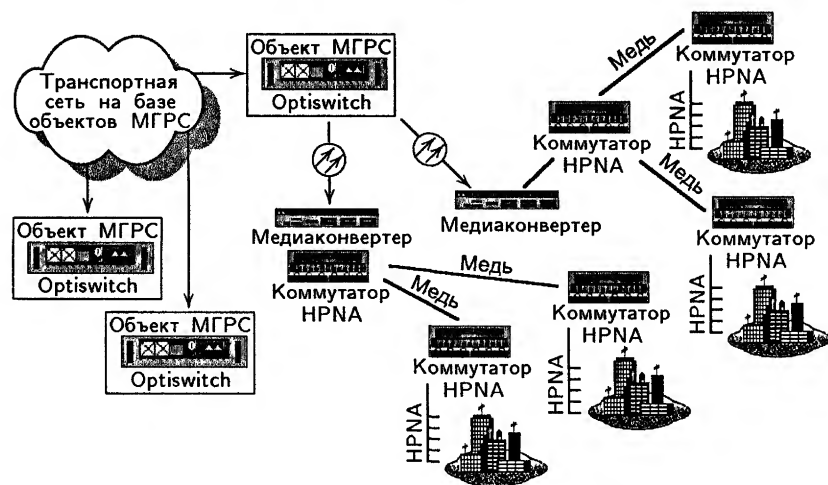 Транспортная
сеть на базе
объектов МГРС
Объект МГРС
Optiswitch
Объект МГРС
Optiswitch
Объект МГРС
Optiswitch
Медиаконвертер
Коммутатор
HPNA
Медь
Медь
Коммутатор
HPNA
HPNA
Коммутатор
HPNA
HPNA
Медиаконвертер
Коммутатор
HPNA
Медь
Коммутатор
HPNA
HPNA
Медь
Коммутатор
HPNA
HPNA